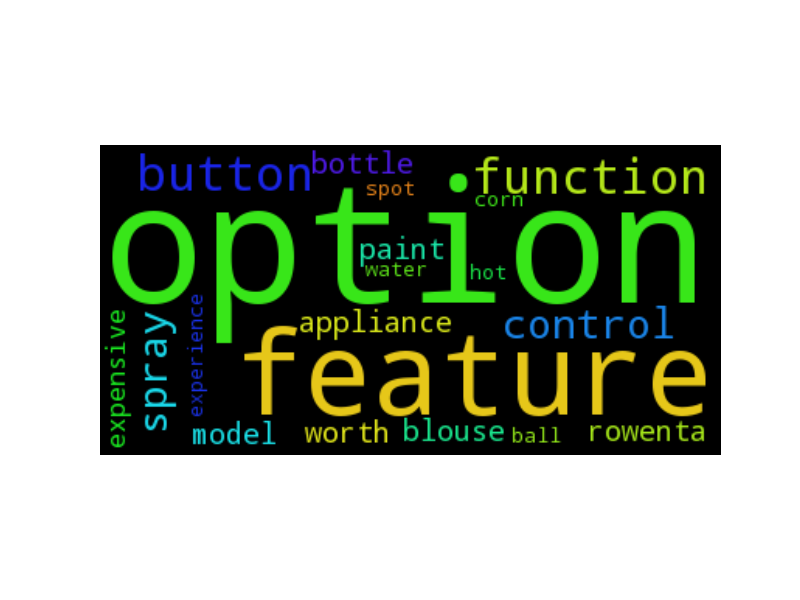 button
bottle
function
spot
corn
option
paint
water
hot
expensive
spray
experience
appliance
control
feature
model
worth
blouse
ball
rowenta